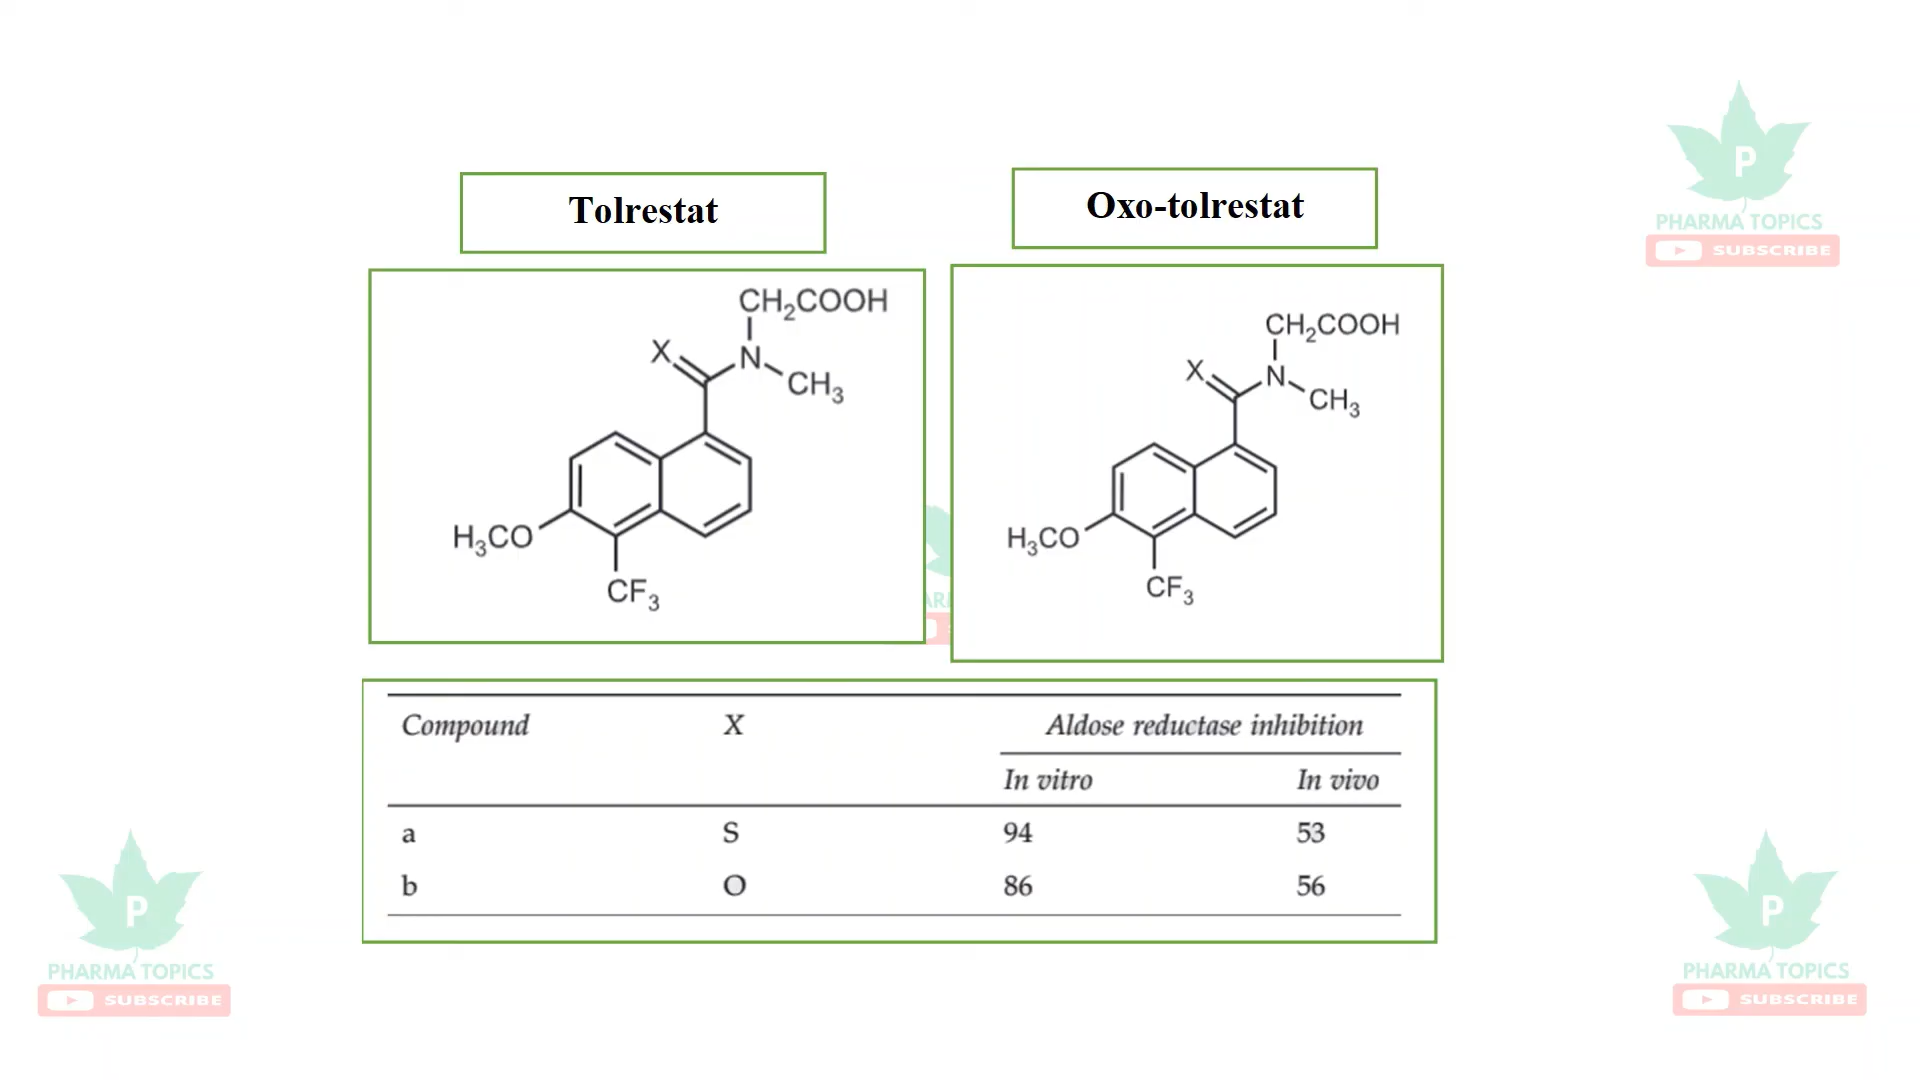 Tolrestat
Oxo-tolrestat
P
PHARMA TOPICS
SUBSCRIBE
CH2COOH
X
N
CH3
H3CO
CF3
CH2COOH
X
N
CH3
H3CO
CF3
Compound X Aldose reductase inhibition
In vitro In vivo
a S 94 53
b O 86 56
P
PHARMA TOPICS
SUBSCRIBE
P
PHARMA TOPICS
SUBSCRIBE